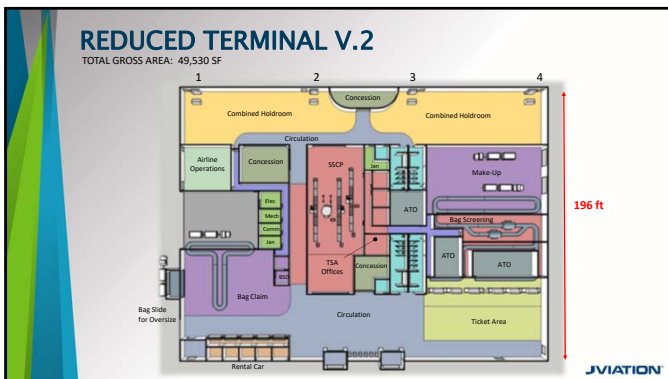 REDUCED TERMINAL V.2
TOTAL GROSS AREA: 49,530 SF
1
2
3
4
Concession
Combined Holdroom
Combined Holdroom
Circulation
Airline
Operations
Concession
SSCP
Jan
Make-Up
Elec
Mech
Comm
Jan
ATO
196 ft
Bag Screening
TSA
Offices
Concession
ATO
ATO
BSO
Bag Claim
Bag Slide
for Oversize
Circulation
Ticket Area
Rental Car
JVIATION